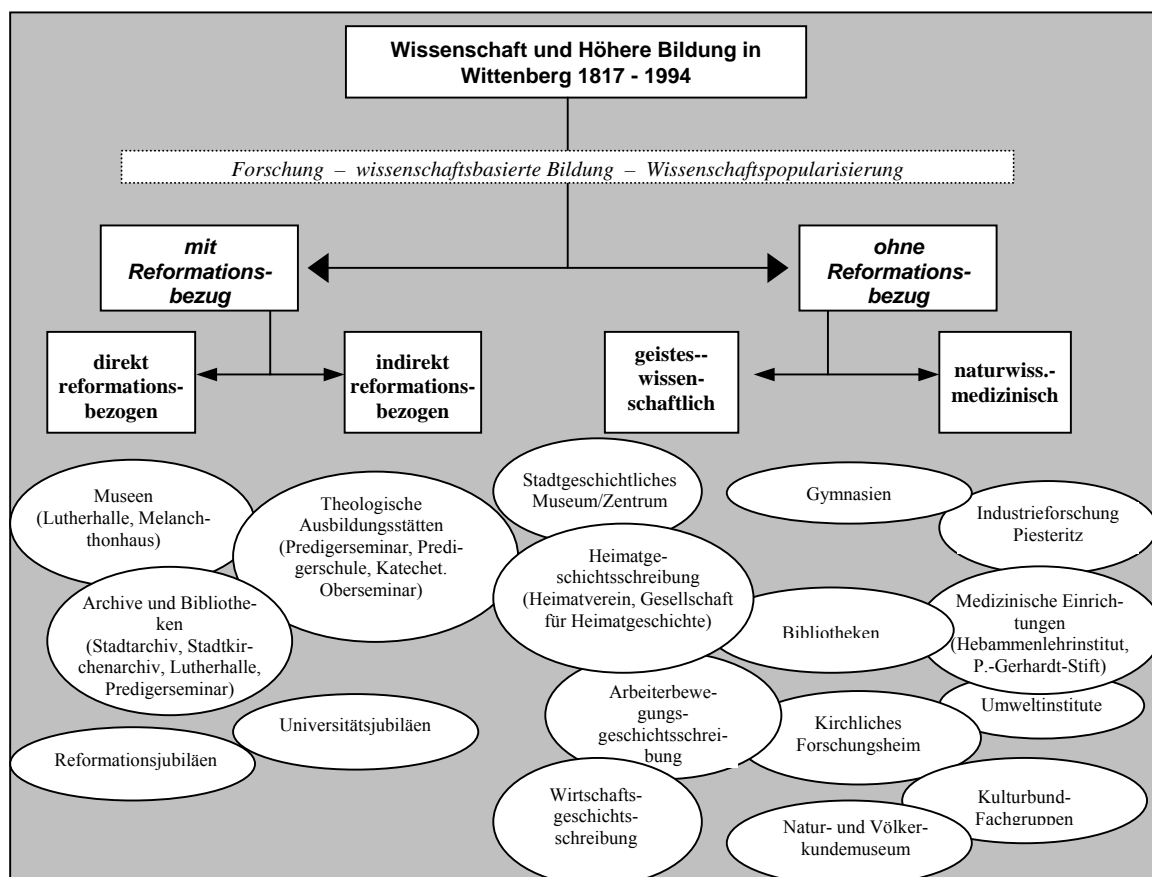 Wissenschaft und Höhere Bildung in
Wittenberg 1817 - 1994
Forschung – wissenschaftsbasierte Bildung – Wissenschaftspopularisierung
mit
Reformations-
bezug
ohne
Reformations-
bezug
direkt
reformations-
bezogen
indirekt
reformations-
bezogen
geistes--
wissen-
schaftlich
naturwiss.-
medizinisch
Museen
(Lutherhalle, Melanch-
thonhaus)
Archive und Bibliothe-
ken
(Stadtarchiv, Stadtkir-
chenarchiv, Lutherhalle,
Predigerseminar)
Reformationsjubiläen
Theologische
Ausbildungsstätten
(Predigerseminar, Predi-
gerschule, Katechet.
Oberseminar)
Universitätsjubiläen
Stadtgeschichtliches
Museum/Zentrum
Heimatge-
schichtsschreibung
(Heimatverein, Gesellschaft
für Heimatgeschichte)
Arbeiterbewe-
gungs-
geschichtsschrei-
bung
Wirtschafts-
geschichts-
schreibung
Gymnasien
Bibliotheken
Kirchliches
Forschungsheim
Natur- und Völker-
kundemuseum
Industrieforschung
Piesteritz
Medizinische Einrich-
tungen
(Hebammenlehrinstitut,
P.-Gerhardt-Stift)
Umweltinstitute
Kulturbund-
Fachgruppen